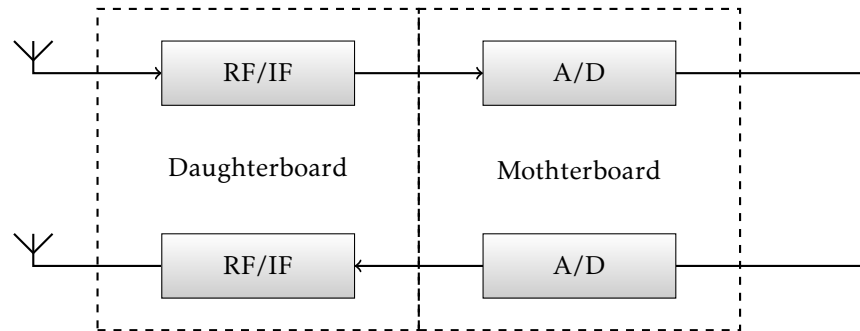 RF/IF
A/D
Daughterboard
Mothterboard
RF/IF
A/D